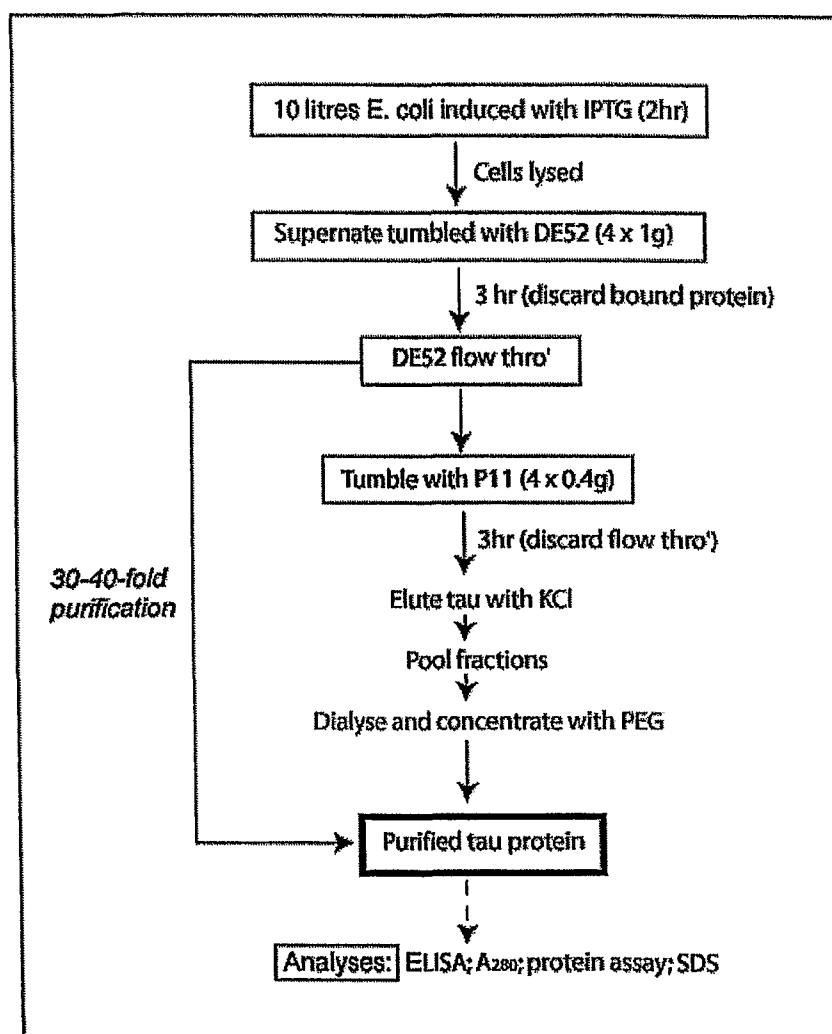 10 litres E. coli induced with IPTG (2hr)
Cells lysed
Supernate tumbled with DE52 (4 x 1g)
3 hr (discard bound protein)
DE52 flow thro'
Tumble with P11 (4 x 0.4g)
3hr (discard flow thro')
30-40-fold
purification
Elute tau with KCl
Pool fractions
Dialyse and concentrate with PEG
Purified tau protein
Analyses: ELISA; A280; protein assay; SDS